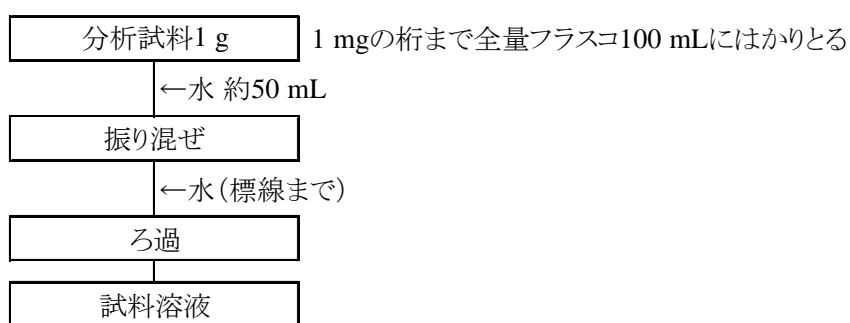 分析試料1 g 1 mgの桁まで全量フラスコ100 mLにはかりとる
←水 約50 mL
振り混ぜ
←水（標線まで）
ろ過
試料溶液